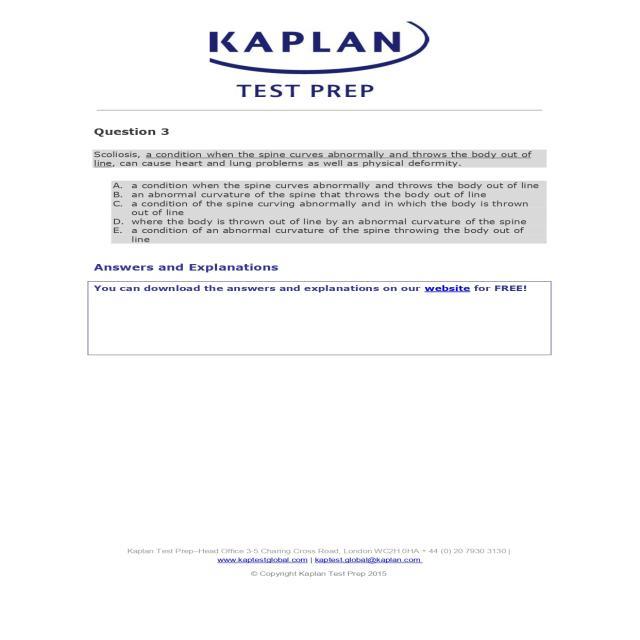 KAPLAN
TEST PREP
Question 3
Scoliosis, a condition when the spine curves abnormally and throws the body out of
line, can cause heart and lung problems as well as physical deformity.
A. a condition when the spine curves abnormally and throws the body out of line
B. an abnormal curvature of the spine that throws the body out of line
C. a condition of the spine curving abnormally and in which the body is thrown
out of line
D. where the body is thrown out of line by an abnormal curvature of the spine
E. a condition of an abnormal curvature of the spine throwing the body out of
line
Answers and Explanations
You can download the answers and explanations on our website for FREE!
Kaplan Test Prep–Head Office 3-5 Charing Cross Road, London WC2H 0HA + 44 (0) 20 7930 3130 |
www.kaptestglobal.com | kaptest.global@kaplan.com
© Copyright Kaplan Test Prep 2015